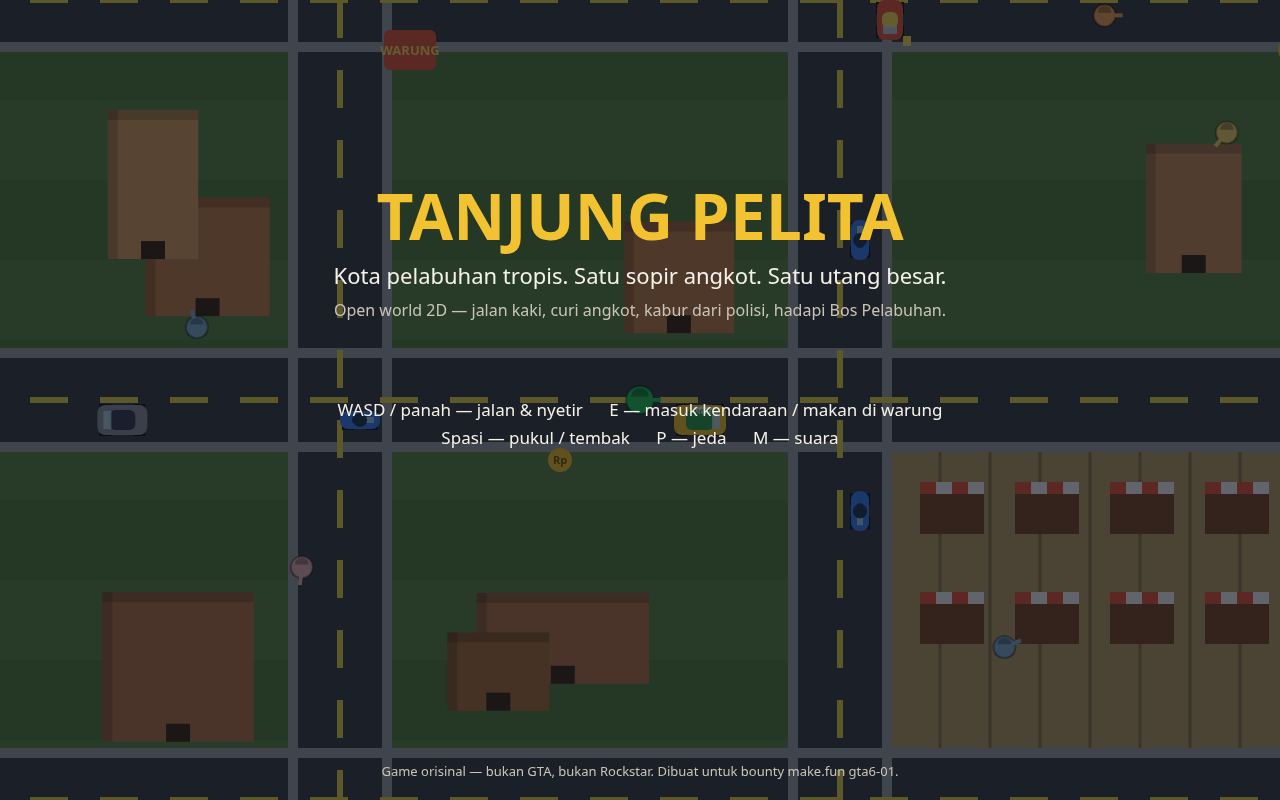 WARUNG
TANJUNG PELITA
Kota pelabuhan tropis. Satu sopir angkot. Satu utang besar.
Open world 2D — jalan kaki, curi angkot, kabur dari polisi, hadapi Bos Pelabuhan.
WASD / panah — jalan & nyetir E — masuk kendaraan / makan di warung
Spasi — pukul / tembak P — jeda M — suara
Rp
Game orisinal — bukan GTA, bukan Rockstar. Dibuat untuk bounty make.fun gta6-01.